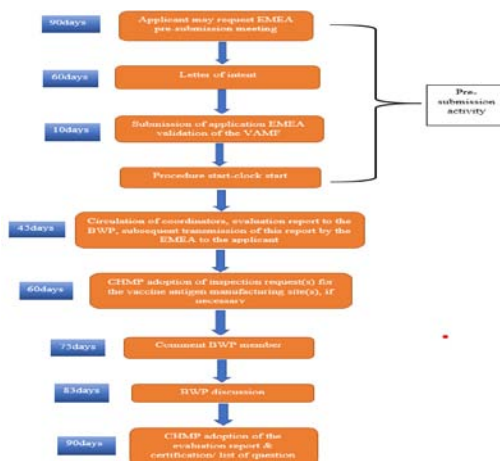 90days
Applicant may request EMEA
pre-submission meeting
60days
Letter of intent
Pre-
submission
activity
10days
Submission of application EMEA
validation of the VAMF
Procedure start-clock start
45days
Circulation of coordinators, evaluation report to the
BWP, subsequent transmission of this report by the
EMEA to the applicant
60days
CHMP adoption of inspection request(s) for
the vaccine antigen manufacturing site(s), if
necessary
75days
Comment BWP member
83days
BWP discussion
90days
CHMP adoption of the
evaluation report &
certification/ list of question